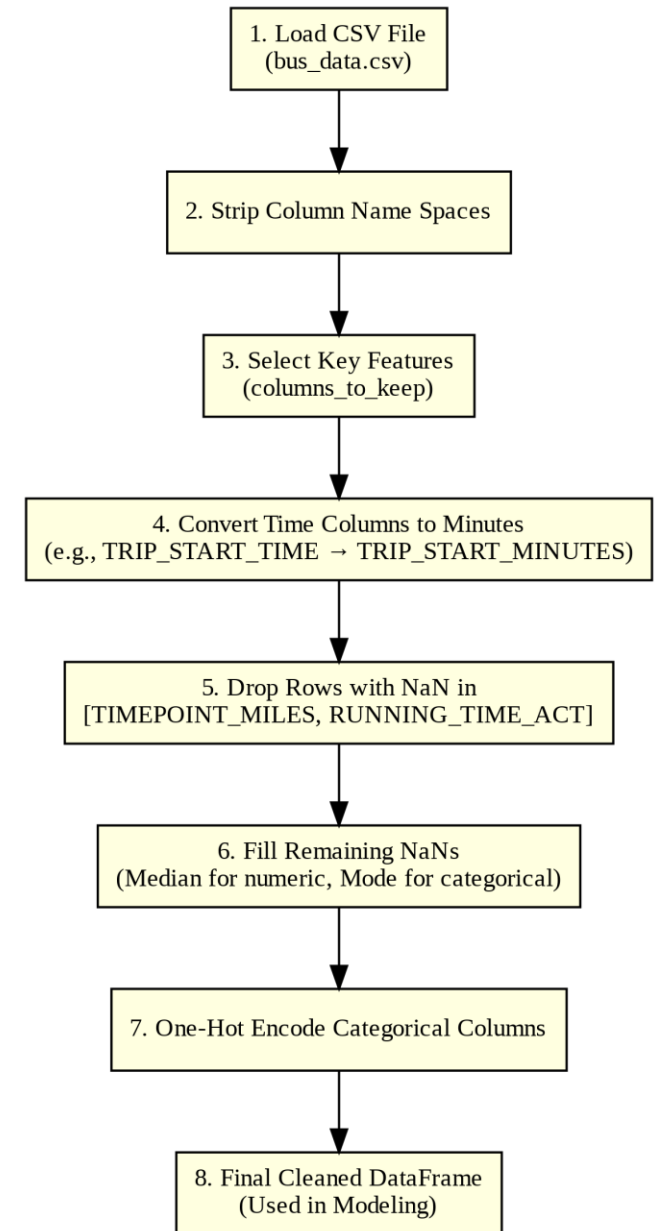 1. Load CSV File
(bus_data.csv)
2. Strip Column Name Spaces
3. Select Key Features
(columns_to_keep)
4. Convert Time Columns to Minutes
(e.g., TRIP_START_TIME → TRIP_START_MINUTES)
5. Drop Rows with NaN in
[TIMEPOINT_MILES, RUNNING_TIME_ACT]
6. Fill Remaining NaNs
(Median for numeric, Mode for categorical)
7. One-Hot Encode Categorical Columns
8. Final Cleaned DataFrame
(Used in Modeling)